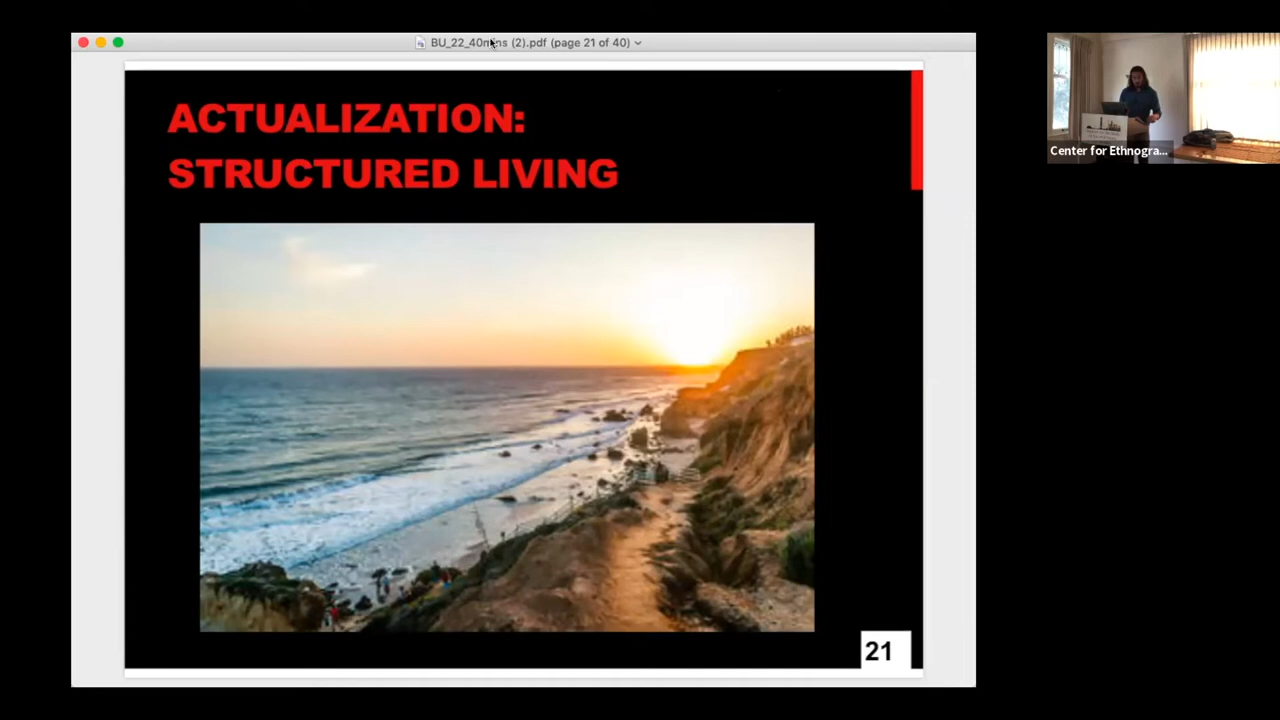 BU_22_40mins (2).pdf (page 21 of 40)
ACTUALIZATION:
STRUCTURED LIVING
21
Center for Ethnogra...